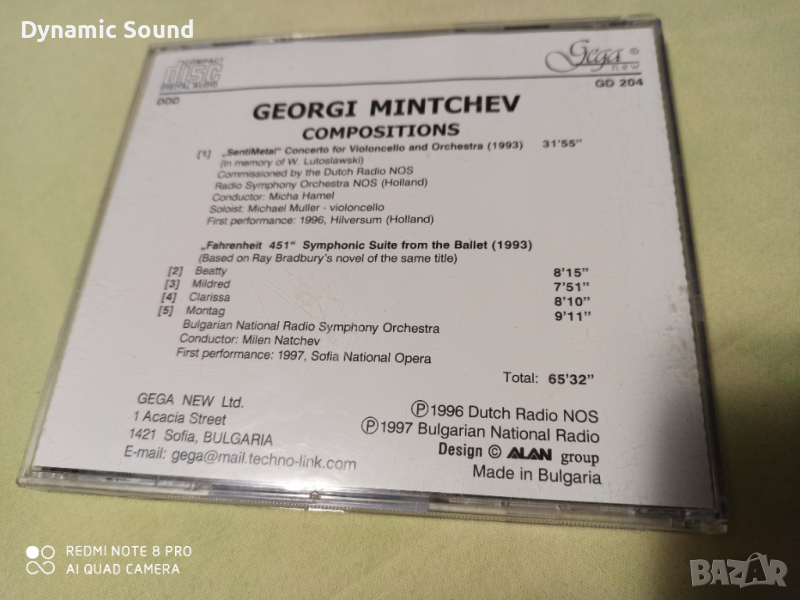 Dynamic Sound
COMPACT
disc
DIGITAL AUDIO
DDD
Gega ®
new
GD 204
GEORGI MINTCHEV
COMPOSITIONS
[1] „SentiMetal“ Concerto for Violoncello and Orchestra (1993) 31'55"
(In memory of W. Lutoslawski)
Commissioned by the Dutch Radio NOS
Radio Symphony Orchestra NOS (Holland)
Conductor: Micha Hamel
Soloist: Michael Muller - violoncello
First performance: 1996, Hilversum (Holland)
„Fahrenheit 451“ Symphonic Suite from the Ballet (1993)
(Based on Ray Bradbury's novel of the same title)
[2] Beatty 8'15"
[3] Mildred 7'51"
[4] Clarissa 8'10"
[5] Montag 9'11"
Bulgarian National Radio Symphony Orchestra
Conductor: Milen Natchev
First performance: 1997, Sofia National Opera
Total: 65'32"
GEGA NEW Ltd.
1 Acacia Street
1421 Sofia, BULGARIA
E-mail: gega@mail.techno-link.com
Ⓟ1996 Dutch Radio NOS
Ⓟ1997 Bulgarian National Radio
Design © ALAN group
Made in Bulgaria
REDMI NOTE 8 PRO
AI QUAD CAMERA
BAZAR